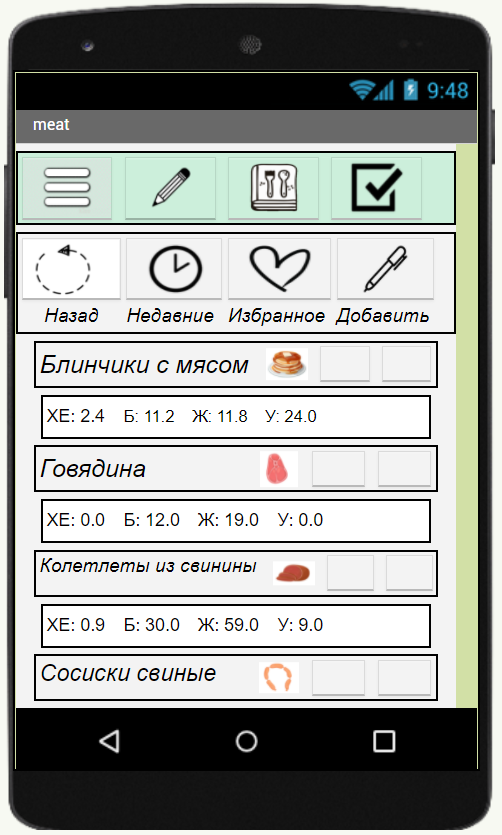 9:48
meat
Назад Недавние Избранное Добавить
Блинчики с мясом
ХЕ: 2.4 Б: 11.2 Ж: 11.8 У: 24.0
Говядина
ХЕ: 0.0 Б: 12.0 Ж: 19.0 У: 0.0
Колетлеты из свинины
ХЕ: 0.9 Б: 30.0 Ж: 59.0 У: 9.0
Сосиски свиные